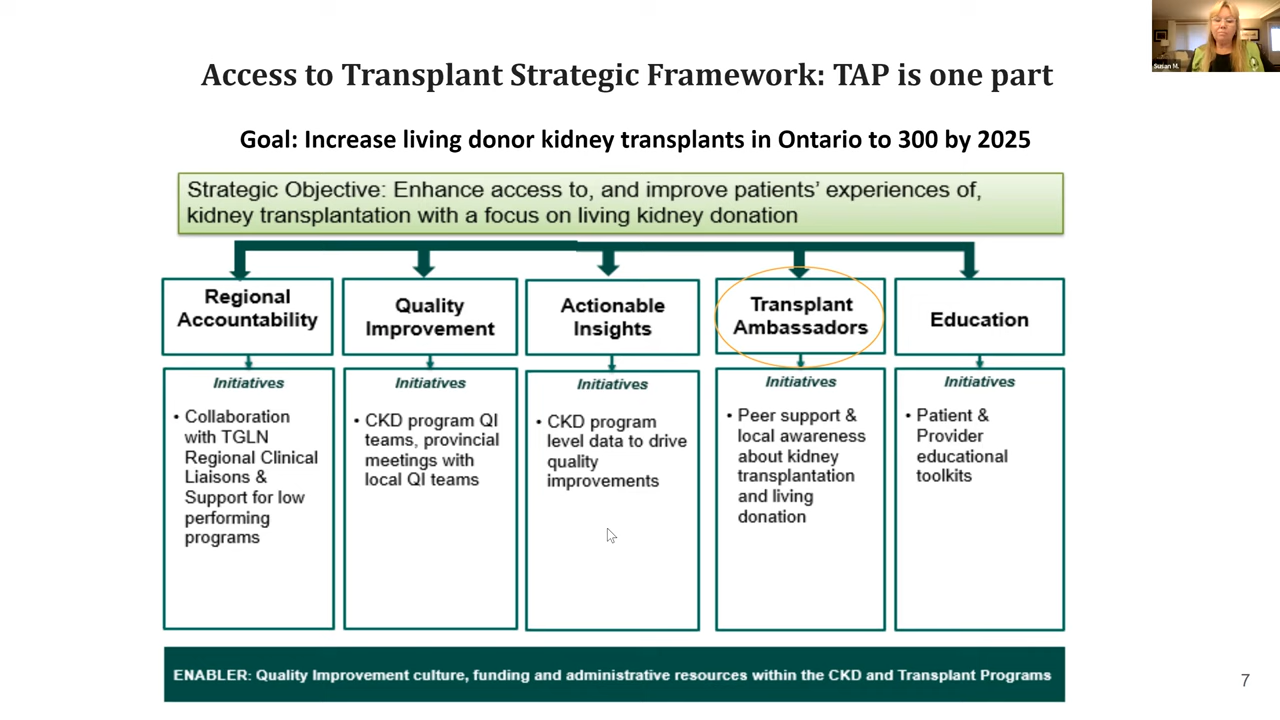 Susan M.
Access to Transplant Strategic Framework: TAP is one part
Goal: Increase living donor kidney transplants in Ontario to 300 by 2025
Strategic Objective: Enhance access to, and improve patients' experiences of,
kidney transplantation with a focus on living kidney donation
Regional
Accountability
Initiatives
• Collaboration
with TGLN
Regional Clinical
Liaisons &
Support for low
performing
programs
Quality
Improvement
Initiatives
• CKD program QI
teams, provincial
meetings with
local QI teams
Actionable
Insights
Initiatives
• CKD program
level data to drive
quality
improvements
Transplant
Ambassadors
Initiatives
• Peer support &
local awareness
about kidney
transplantation
and living
donation
Education
Initiatives
• Patient &
Provider
educational
toolkits
ENABLER: Quality Improvement culture, funding and administrative resources within the CKD and Transplant Programs
7